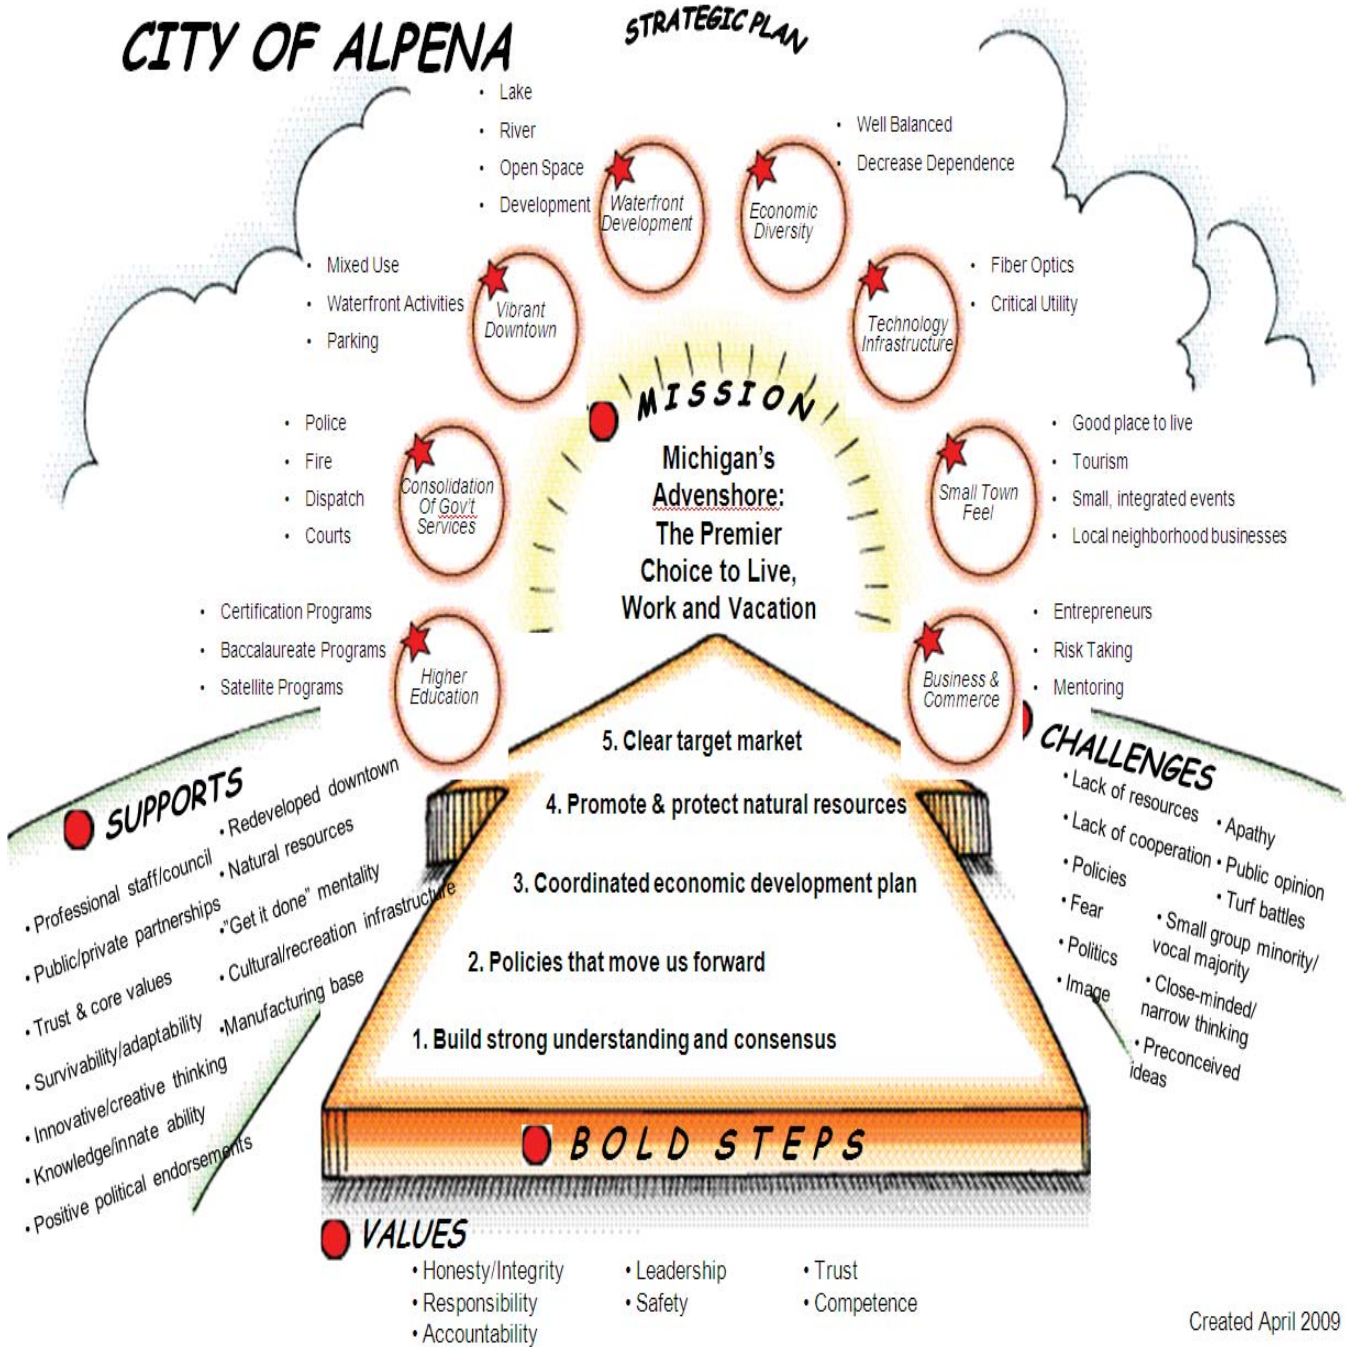 CITY OF ALPENA
STRATEGIC PLAN
• Lake
• River
• Open Space
• Development
Waterfront
Development
• Well Balanced
• Decrease Dependence
Economic
Diversity
• Mixed Use
• Waterfront Activities
• Parking
Vibrant
Downtown
• Fiber Optics
• Critical Utility
Technology
Infrastructure
• Police
• Fire
• Dispatch
• Courts
Consolidation
Of Gov't
Services
MISSION
Michigan's
Advenshore:
The Premier
Choice to Live,
Work and Vacation
• Good place to live
• Tourism
• Small, integrated events
• Local neighborhood businesses
Small Town
Feel
• Certification Programs
• Baccalaureate Programs
• Satellite Programs
Higher
Education
• Entrepreneurs
• Risk Taking
• Mentoring
Business &
Commerce
SUPPORTS
• Professional staff/council
• Public/private partnerships
• Trust & core values
• Survivability/adaptability
• Innovative/creative thinking
• Knowledge/innate ability
• Positive political endorsements
• Redeveloped downtown
• Natural resources
•"Get it done" mentality
• Cultural/recreation infrastructure
•Manufacturing base
5. Clear target market
4. Promote & protect natural resources
3. Coordinated economic development plan
2. Policies that move us forward
1. Build strong understanding and consensus
BOLD STEPS
CHALLENGES
• Lack of resources
• Lack of cooperation
• Policies
• Fear
• Politics
• Image
• Apathy
• Public opinion
• Turf battles
• Small group minority/
vocal majority
• Close-minded/
narrow thinking
• Preconceived
ideas
VALUES
• Honesty/Integrity
• Responsibility
• Accountability
• Leadership
• Safety
• Trust
• Competence
Created April 2009